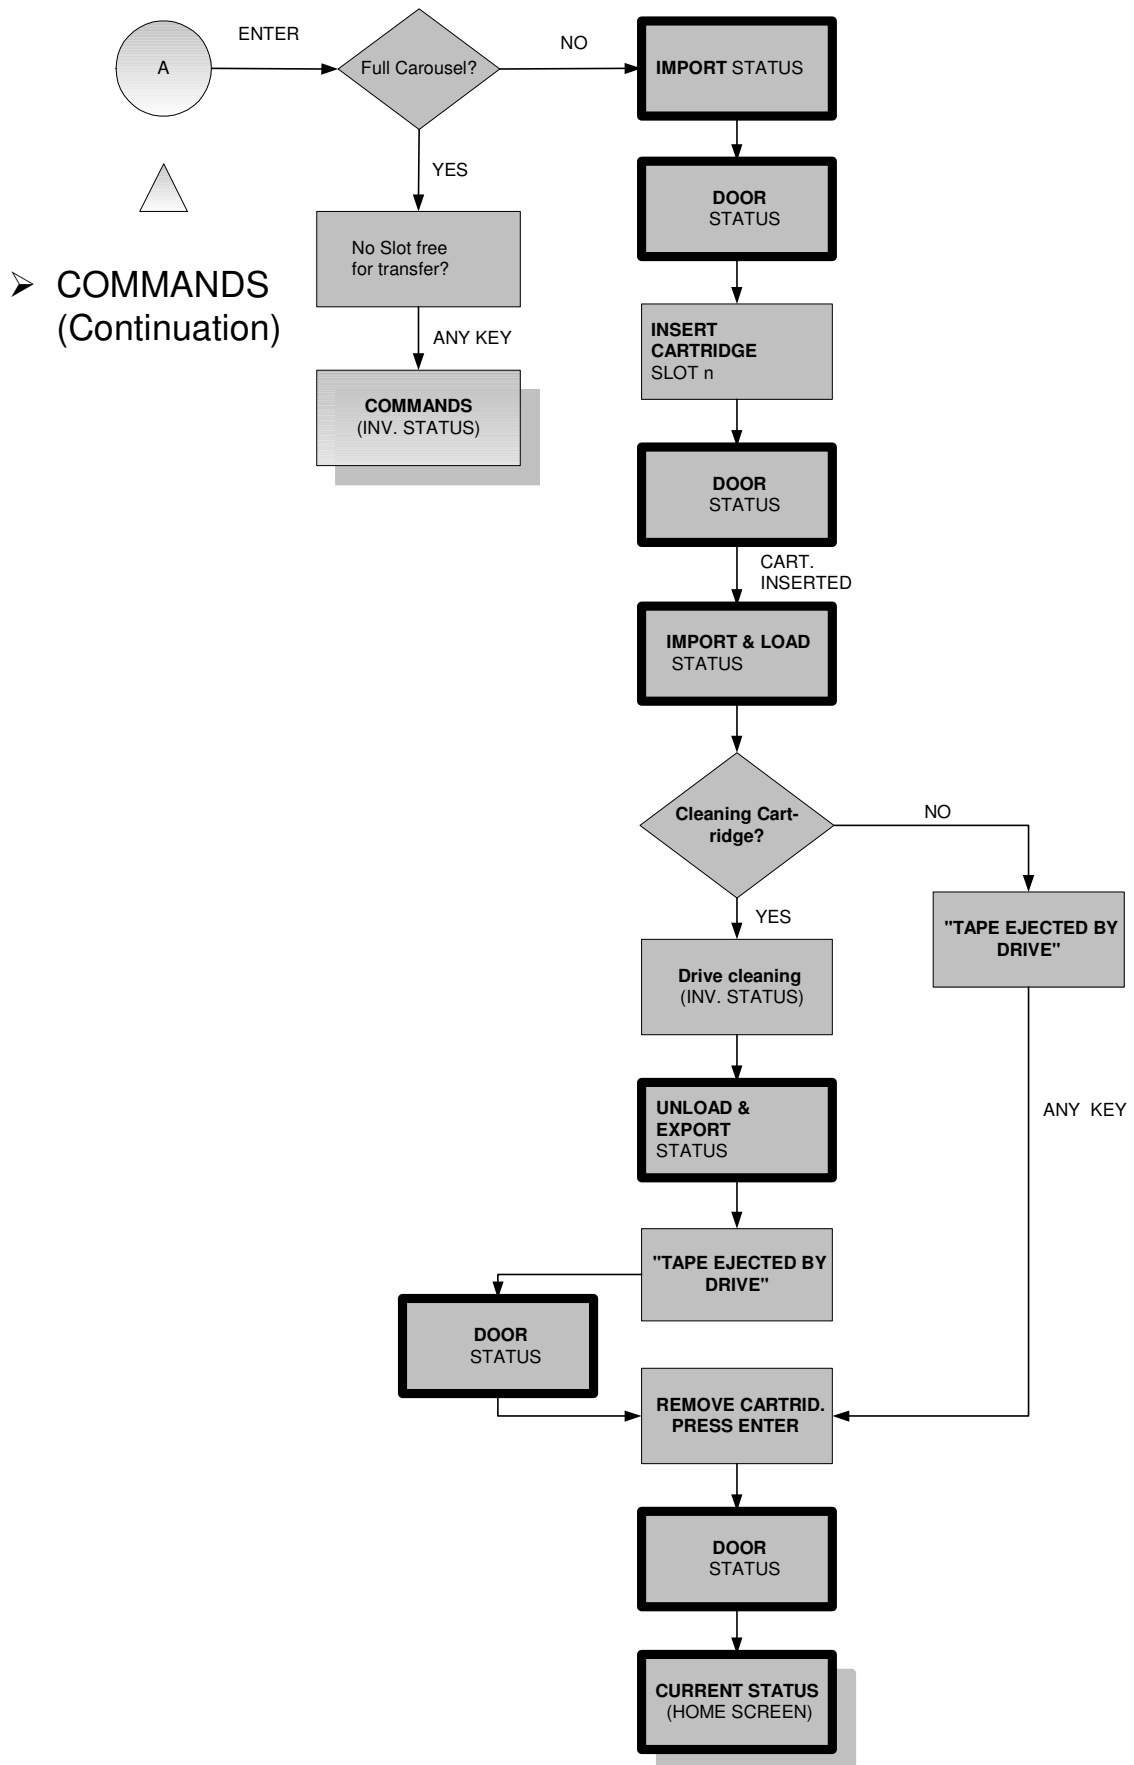 A
ENTER
Full Carousel?
NO
IMPORT STATUS
YES
DOOR
STATUS
No Slot free
for transfer?
➢ COMMANDS
(Continuation)
ANY KEY
INSERT
CARTRIDGE
SLOT n
COMMANDS
(INV. STATUS)
DOOR
STATUS
CART.
INSERTED
IMPORT & LOAD
STATUS
Cleaning Cart-
ridge?
NO
YES
"TAPE EJECTED BY
DRIVE"
Drive cleaning
(INV. STATUS)
UNLOAD &
EXPORT
STATUS
ANY KEY
"TAPE EJECTED BY
DRIVE"
DOOR
STATUS
REMOVE CARTRID.
PRESS ENTER
DOOR
STATUS
CURRENT STATUS
(HOME SCREEN)